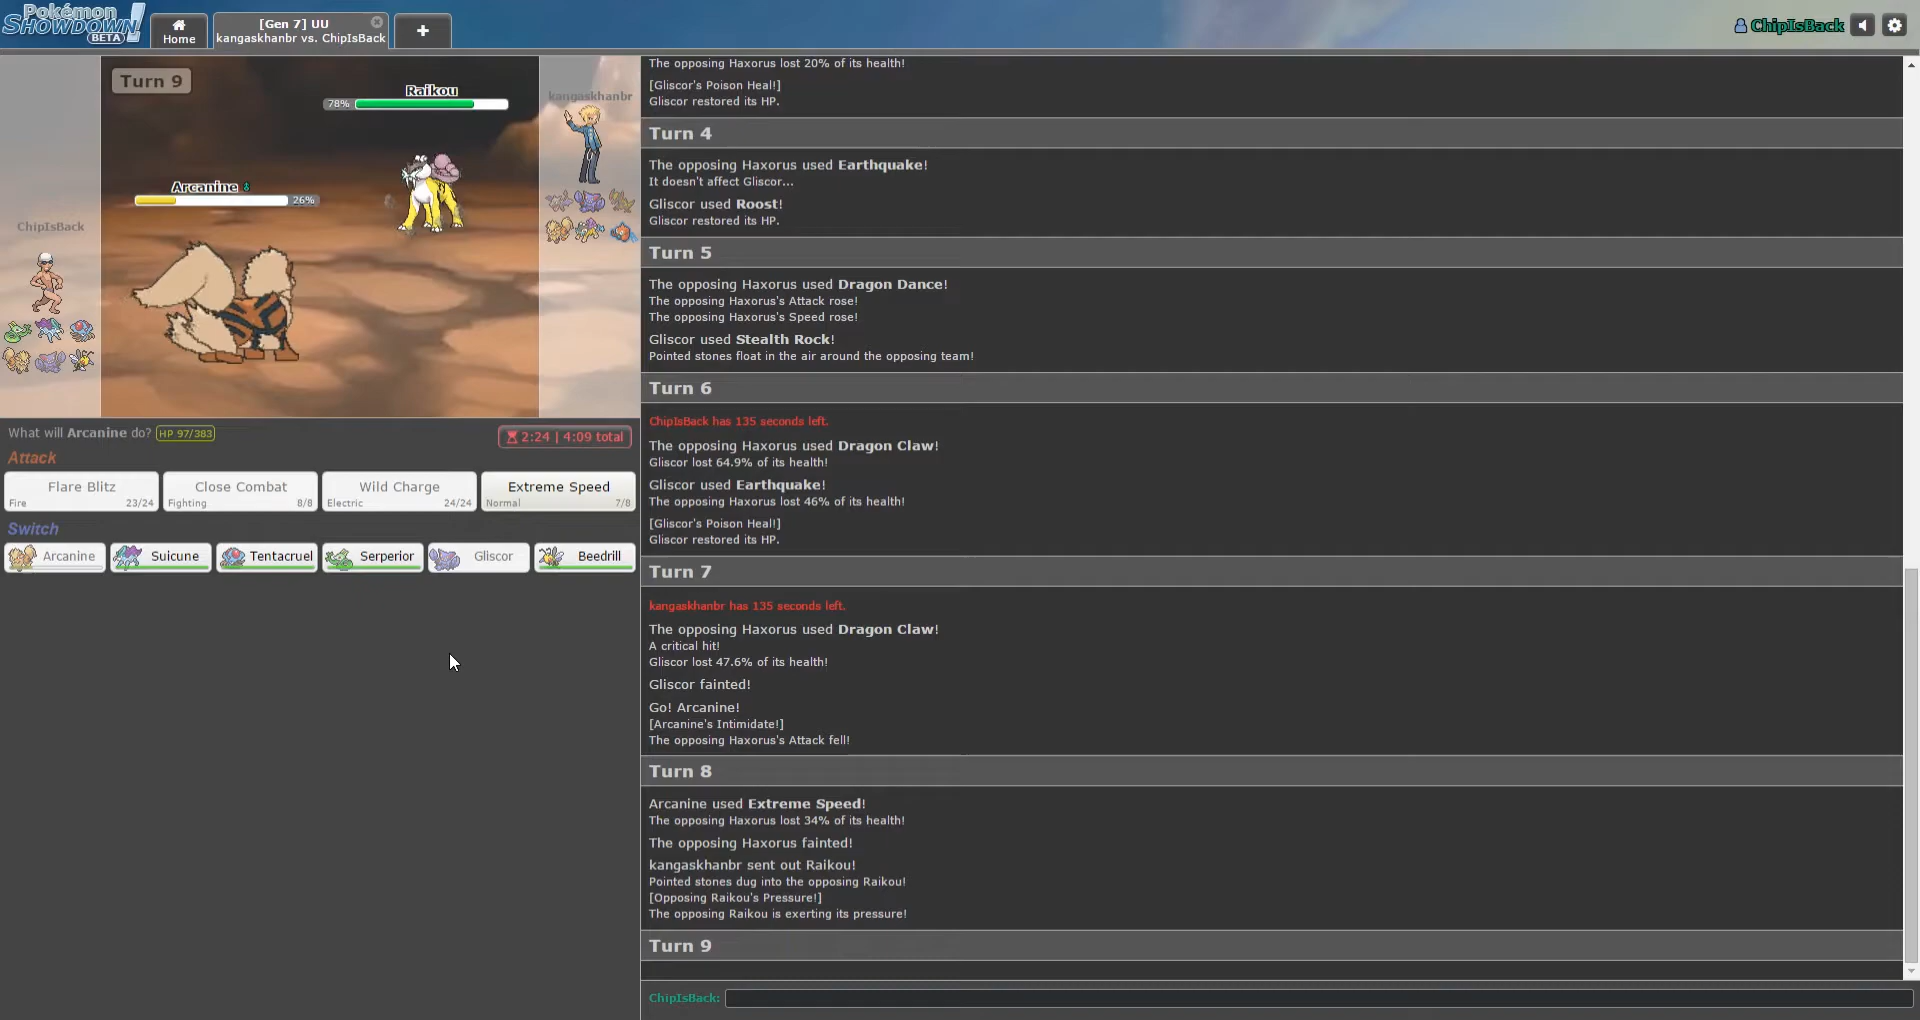 Pokémon
SHOWDOWN!
BETA
Home
[Gen 7] UU
kangaskhanbr vs. ChipIsBack
+
ChipIsBack
Turn 9
Raikou
78%
kangaskhanbr
Arcanine
26%
ChipIsBack
What will Arcanine do? HP 97/383
2:24 | 4:09 total
Attack
Flare Blitz
Fire 23/24
Close Combat
Fighting 8/8
Wild Charge
Electric 24/24
Extreme Speed
Normal 7/8
Switch
Arcanine
Suicune
Tentacruel
Serperior
Gliscor
Beedrill
The opposing Haxorus lost 20% of its health!
[Gliscor's Poison Heal!]
Gliscor restored its HP.
Turn 4
The opposing Haxorus used Earthquake!
It doesn't affect Gliscor...
Gliscor used Roost!
Gliscor restored its HP.
Turn 5
The opposing Haxorus used Dragon Dance!
The opposing Haxorus's Attack rose!
The opposing Haxorus's Speed rose!
Gliscor used Stealth Rock!
Pointed stones float in the air around the opposing team!
Turn 6
ChipIsBack has 135 seconds left.
The opposing Haxorus used Dragon Claw!
Gliscor lost 64.9% of its health!
Gliscor used Earthquake!
The opposing Haxorus lost 46% of its health!
[Gliscor's Poison Heal!]
Gliscor restored its HP.
Turn 7
kangaskhanbr has 135 seconds left.
The opposing Haxorus used Dragon Claw!
A critical hit!
Gliscor lost 47.6% of its health!
Gliscor fainted!
Go! Arcanine!
[Arcanine's Intimidate!]
The opposing Haxorus's Attack fell!
Turn 8
Arcanine used Extreme Speed!
The opposing Haxorus lost 34% of its health!
The opposing Haxorus fainted!
kangaskhanbr sent out Raikou!
Pointed stones dug into the opposing Raikou!
[Opposing Raikou's Pressure!]
The opposing Raikou is exerting its pressure!
Turn 9
ChipIsBack: